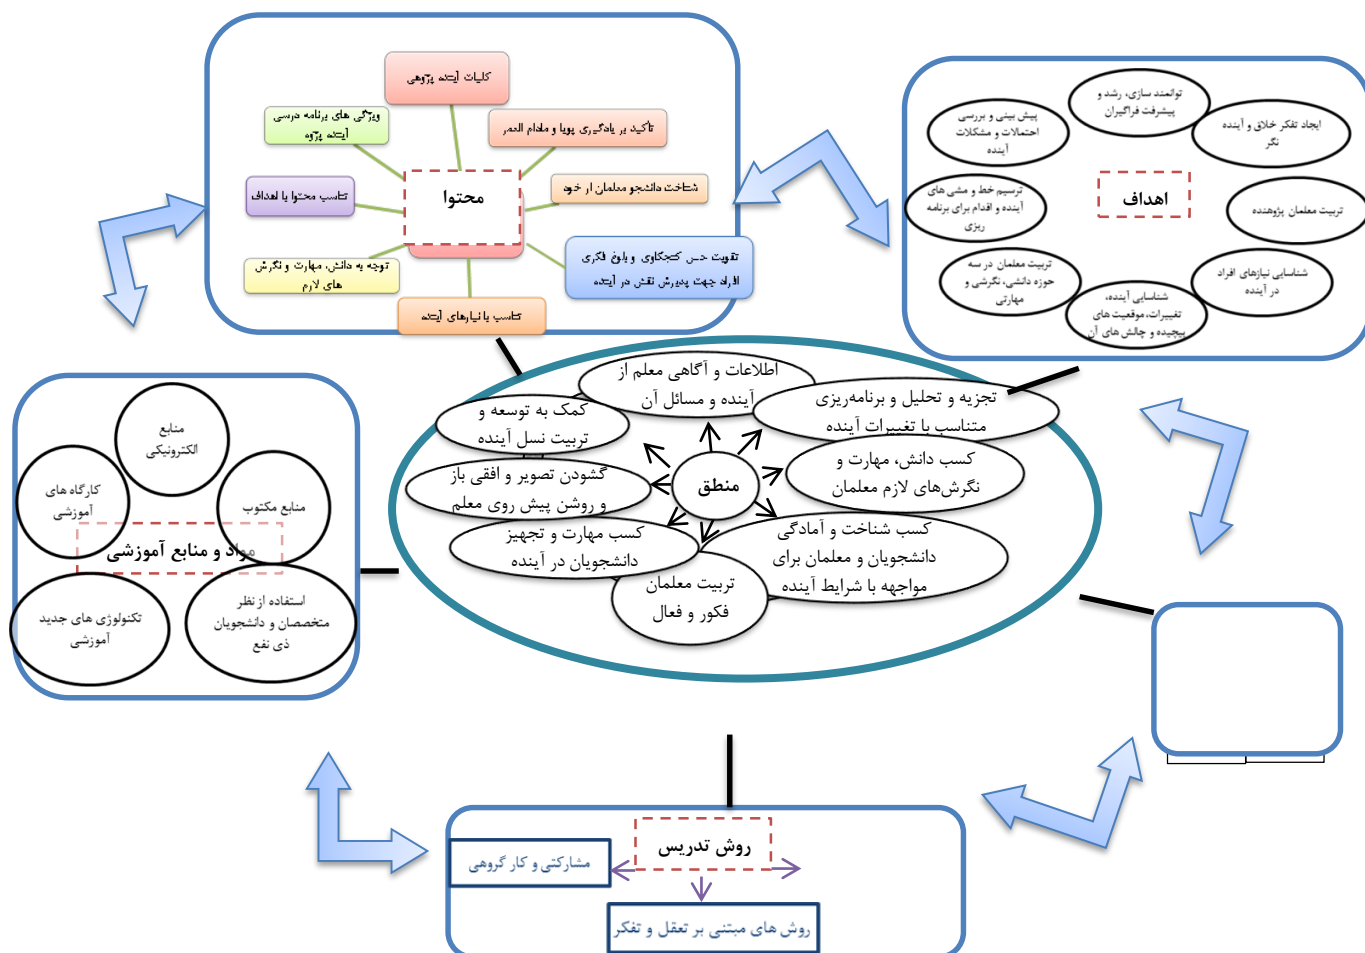 کلیات آینده پژوهی
ویژگی های برنامه درسی
آینده پژوه
تأکید بر یادگیری پویا و مادام العمر
محتوا
شناخت دانشجو معلمان از خود
تناسب محتوا با اهداف
تقویت حس کنجکاوی و بلوغ فکری
افراد جهت پذیرش نقش در آینده
توجه به دانش، مهارت و نگرش
های لازم
تناسب با نیازهای آینده
توانمند سازی، رشد و
پیشرفت فراگیران
ایجاد تفکر خلاق و آینده
نگر
پیش بینی و بررسی
احتمالات و مشکلات
آینده
اهداف
تربیت معلمان پژوهنده
ترسیم خط و مشی های
آینده و اقدام برای برنامه
ریزی
شناسایی نیازهای افراد
در آینده
تربیت معلمان در سه
حوزه دانشی، نگرشی و
مهارتی
شناسایی آینده،
تغییرات، موقعیت های
پیچیده و چالش های آن
اطلاعات و آگاهی معلم از
آینده و مسائل آن
تجزیه و تحلیل و برنامه‌ریزی
متناسب با تغییرات آینده
کمک به توسعه و
تربیت نسل آینده
منطق
کسب دانش، مهارت و
نگرش‌های لازم معلمان
گشودن تصویر و افقی باز
و روشن پیش روی معلم
کسب شناخت و آمادگی
دانشجویان و معلمان برای
مواجهه با شرایط آینده
کسب مهارت و تجهیز
دانشجویان در آینده
تربیت معلمان
فکور و فعال
منابع
الکترونیکی
منابع مکتوب
کارگاه های
آموزشی
مواد و منابع آموزشی
استفاده از نظر
متخصصان و دانشجویان
ذی نفع
تکنولوژی های جدید
آموزشی
روش تدریس
مشارکتی و کار گروهی
روش های مبتنی بر تعقل و تفکر